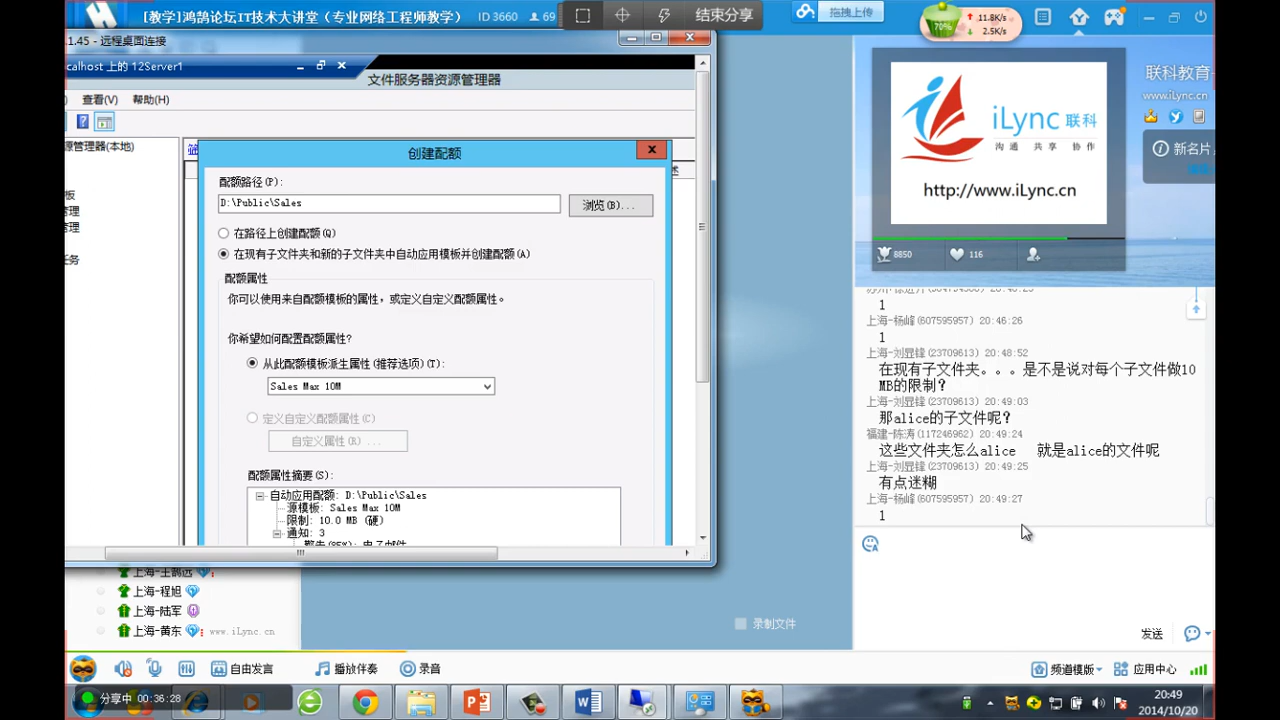 [教学]鸿鹄论坛IT技术大讲堂（专业网络工程师教学）
ID 3660
69
结束分享
拖拽上传
70%
11.8K/s
2.5K/s
1.45 - 远程桌面连接
calhost 上的 12Server1
文件服务器资源管理器
查看(V) 帮助(H)
源管理器(本地)
板
管理
管理
任务
创建配额
配额路径(P):
D:\Public\Sales
浏览(B)...
在路径上创建配额(Q)
在现有子文件夹和新的子文件夹中自动应用模板并创建配额(A)
配额属性
你可以使用来自配额模板的属性，或定义自定义配额属性。
你希望如何配置配额属性?
从此配额模板派生属性(推荐选项)(T):
Sales Max 10M
定义自定义配额属性(C)
自定义属性(R) ...
配额属性摘要(S):
自动应用配额: D:\Public\Sales
源模板: Sales Max 10M
限制: 10.0 MB (硬)
通知: 3
警告(85%): 电子邮件
iLync 联科
沟通 共享 协作
http://www.iLync.cn
8850
116
联科教育
www.iLync.cn
新名片
1
上海-杨峰(607595957) 20:46:26
1
上海-刘显锋(23709613) 20:48:52
在现有子文件夹。。。是不是说对每个子文件做10
MB的限制？
上海-刘显锋(23709613) 20:49:03
那alice的子文件呢？
福建-陈涛(117246962) 20:49:24
这些文件夹怎么alice 就是alice的文件呢
上海-刘显锋(23709613) 20:49:25
有点迷糊
上海-杨峰(607595957) 20:49:27
1
上海-程旭
上海-陆军
上海-黄东
www.iLync.cn
录制文件
发送
自由发言
播放伴奏
录音
频道模版
应用中心
分享中 00:36:28
20:49
2014/10/20